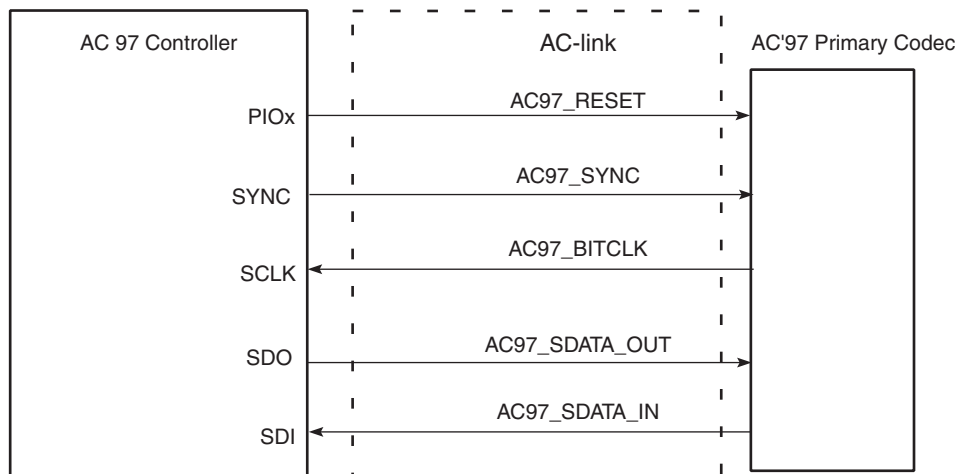 AC 97 Controller
AC-link
AC'97 Primary Codec
PIOx
AC97_RESET
SYNC
AC97_SYNC
SCLK
AC97_BITCLK
SDO
AC97_SDATA_OUT
SDI
AC97_SDATA_IN